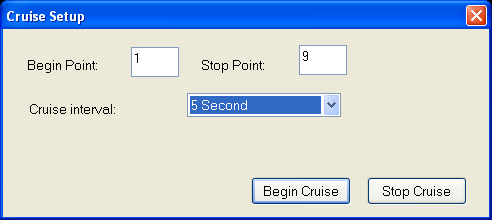 Cruise Setup
Begin Point: 1 Stop Point: 9
Cruise interval: 5 Second
Begin Cruise Stop Cruise